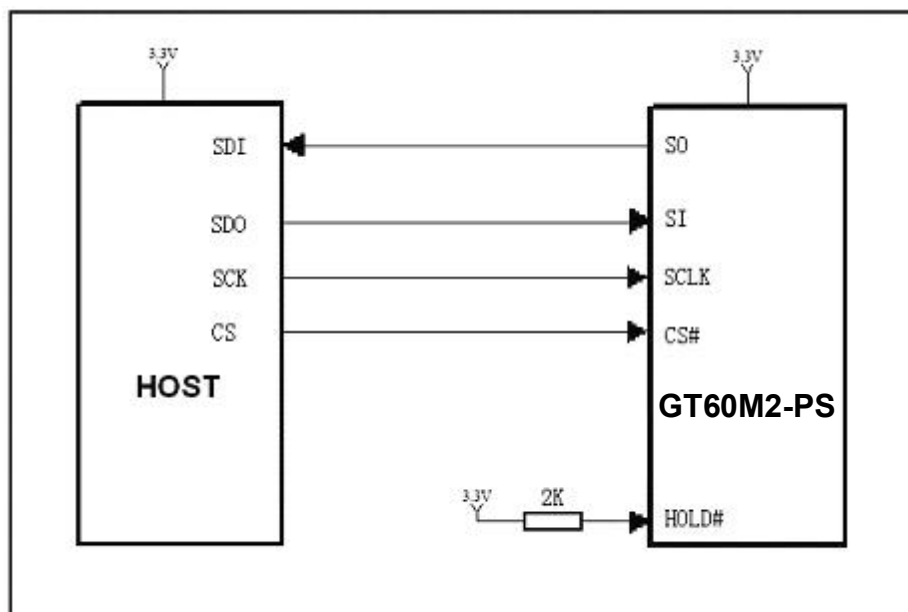 3.3V
3.3V
SDI
SO
SDO
SI
SCK
SCLK
CS
CS#
HOST
GT60M2-PS
3.3V
2K
HOLD#